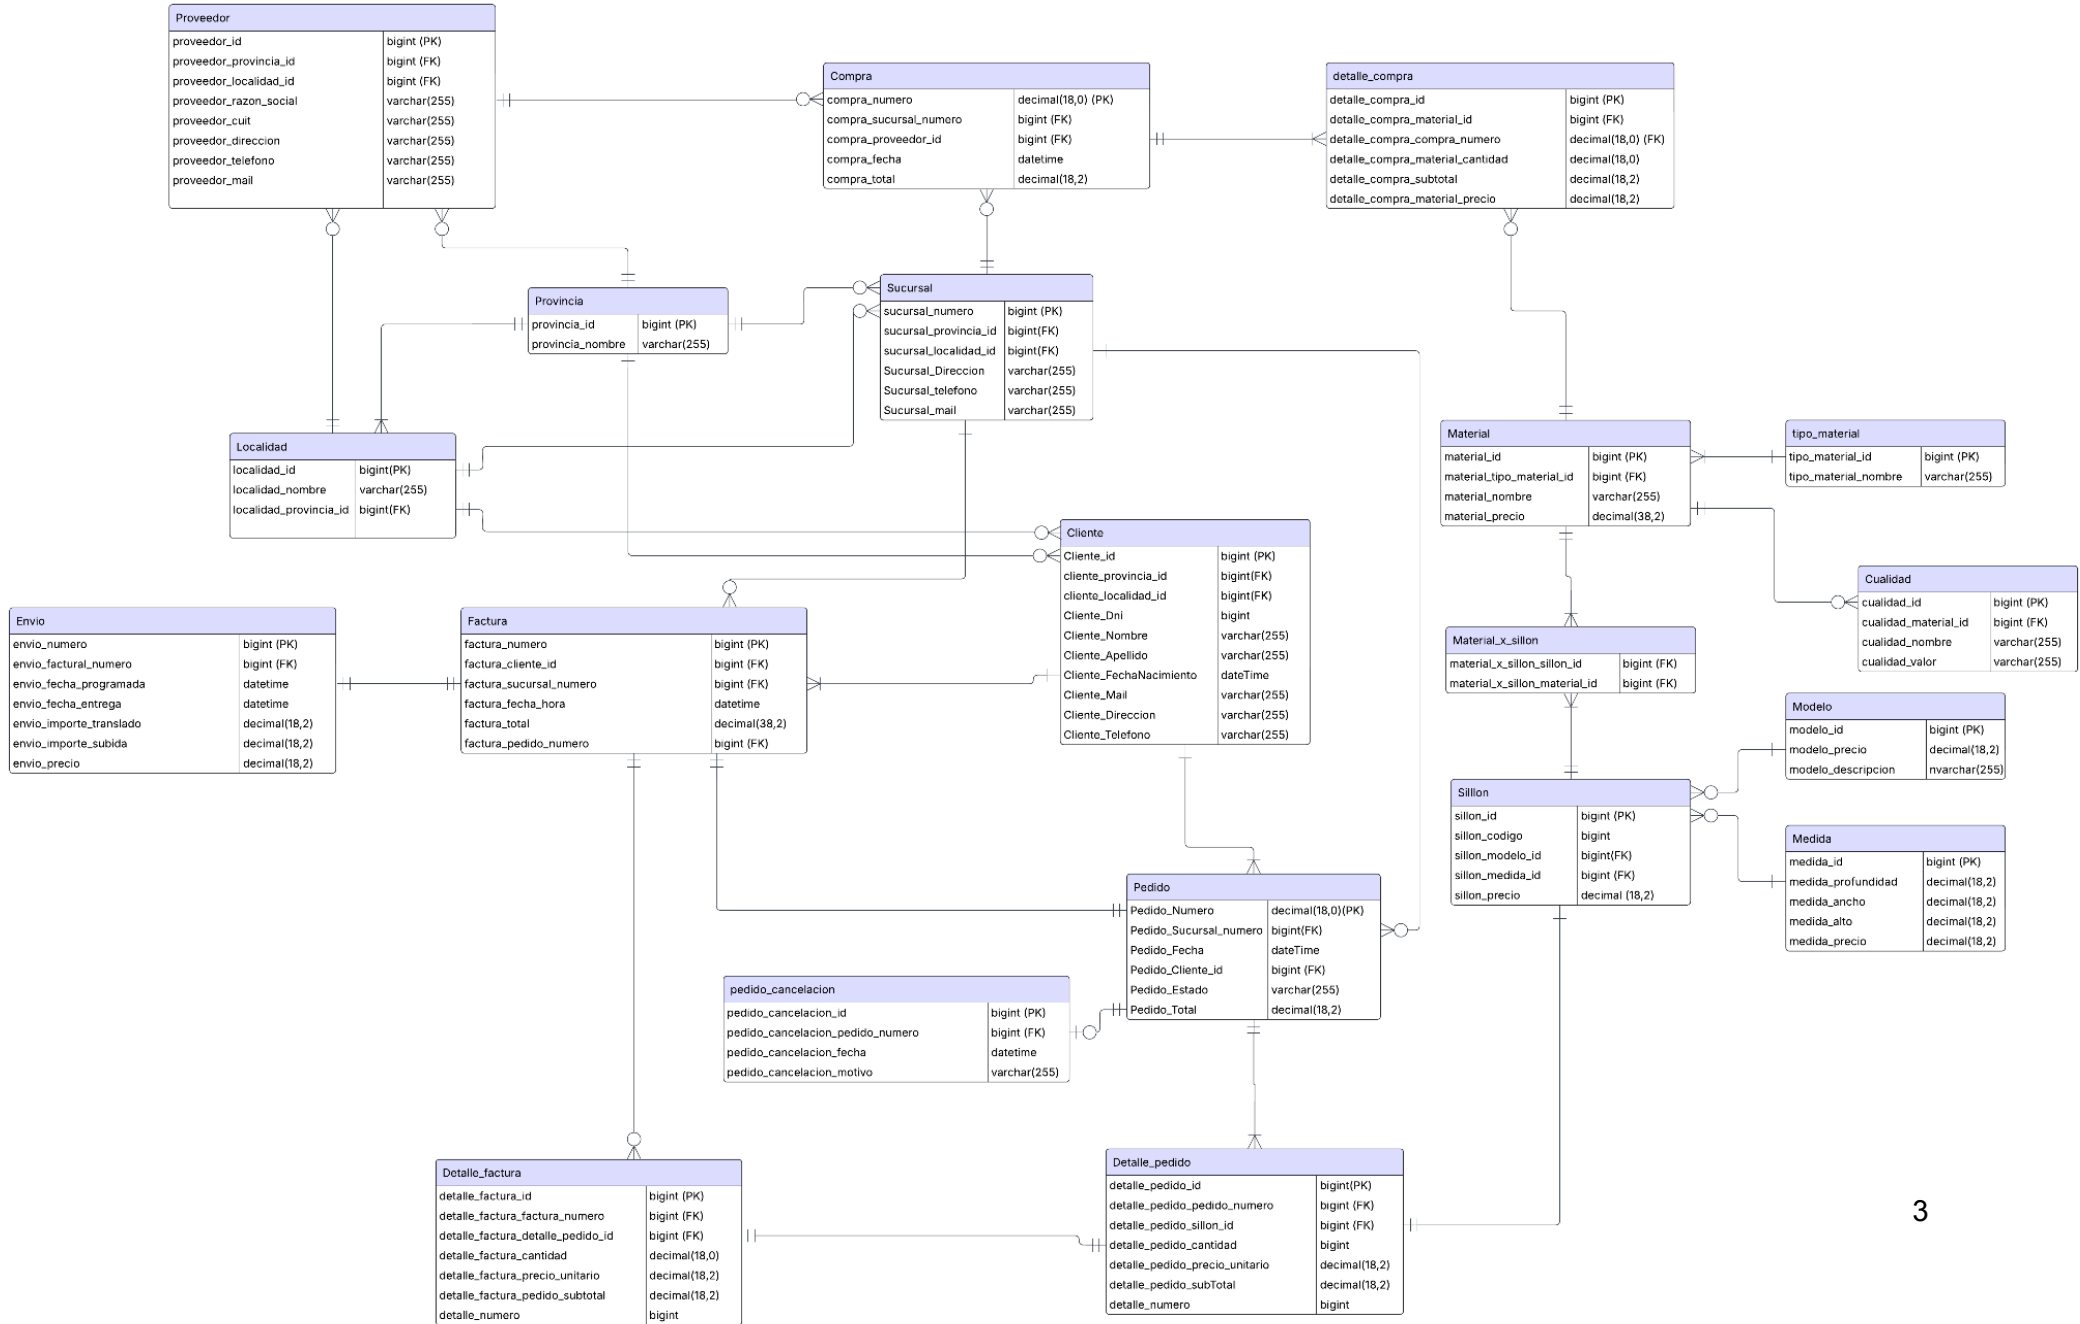 Proveedor
proveedor_id bigint (PK)
proveedor_provincia_id bigint (FK)
proveedor_localidad_id bigint (FK)
proveedor_razon_social varchar(255)
proveedor_cuit varchar(255)
proveedor_direccion varchar(255)
proveedor_telefono varchar(255)
proveedor_mail varchar(255)
Compra
compra_numero decimal(18,0) (PK)
compra_sucursal_numero bigint (FK)
compra_proveedor_id bigint (FK)
compra_fecha datetime
compra_total decimal(18,2)
detalle_compra
detalle_compra_id bigint (PK)
detalle_compra_material_id bigint (FK)
detalle_compra_compra_numero decimal(18,0) (FK)
detalle_compra_material_cantidad decimal(18,0)
detalle_compra_subtotal decimal(18,2)
detalle_compra_material_precio decimal(18,2)
Provincia
provincia_id bigint (PK)
provincia_nombre varchar(255)
Sucursal
sucursal_numero bigint (PK)
sucursal_provincia_id bigint(FK)
sucursal_localidad_id bigint(FK)
Sucursal_Direccion varchar(255)
Sucursal_telefono varchar(255)
Sucursal_mail varchar(255)
Localidad
localidad_id bigint(PK)
localidad_nombre varchar(255)
localidad_provincia_id bigint(FK)
Material
material_id bigint (PK)
material_tipo_material_id bigint (FK)
material_nombre varchar(255)
material_precio decimal(38,2)
tipo_material
tipo_material_id bigint (PK)
tipo_material_nombre varchar(255)
Cliente
Cliente_id bigint (PK)
cliente_provincia_id bigint(FK)
cliente_localidad_id bigint(FK)
Cliente_Dni bigint
Cliente_Nombre varchar(255)
Cliente_Apellido varchar(255)
Cliente_FechaNacimiento dateTime
Cliente_Mail varchar(255)
Cliente_Direccion varchar(255)
Cliente_Telefono varchar(255)
Cualidad
cualidad_id bigint (PK)
cualidad_material_id bigint (FK)
cualidad_nombre varchar(255)
cualidad_valor varchar(255)
Envio
envio_numero bigint (PK)
envio_factural_numero bigint (FK)
envio_fecha_programada datetime
envio_fecha_entrega datetime
envio_importe_translado decimal(18,2)
envio_importe_subida decimal(18,2)
envio_precio decimal(18,2)
Factura
factura_numero bigint (PK)
factura_cliente_id bigint (FK)
factura_sucursal_numero bigint (FK)
factura_fecha_hora datetime
factura_total decimal(38,2)
factura_pedido_numero bigint (FK)
Material_x_sillon
material_x_sillon_sillon_id bigint (FK)
material_x_sillon_material_id bigint (FK)
Modelo
modelo_id bigint (PK)
modelo_precio decimal(18,2)
modelo_descripcion nvarchar(255)
Silllon
sillon_id bigint (PK)
sillon_codigo bigint
sillon_modelo_id bigint(FK)
sillon_medida_id bigint (FK)
sillon_precio decimal (18,2)
Medida
medida_id bigint (PK)
medida_profundidad decimal(18,2)
medida_ancho decimal(18,2)
medida_alto decimal(18,2)
medida_precio decimal(18,2)
Pedido
Pedido_Numero decimal(18,0)(PK)
Pedido_Sucursal_numero bigint(FK)
Pedido_Fecha dateTime
Pedido_Cliente_id bigint (FK)
Pedido_Estado varchar(255)
Pedido_Total decimal(18,2)
pedido_cancelacion
pedido_cancelacion_id bigint (PK)
pedido_cancelacion_pedido_numero bigint (FK)
pedido_cancelacion_fecha datetime
pedido_cancelacion_motivo varchar(255)
Detalle_factura
detalle_factura_id bigint (PK)
detalle_factura_factura_numero bigint (FK)
detalle_factura_detalle_pedido_id bigint (FK)
detalle_factura_cantidad decimal(18,0)
detalle_factura_precio_unitario decimal(18,2)
detalle_factura_pedido_subtotal decimal(18,2)
detalle_numero bigint
Detalle_pedido
detalle_pedido_id bigint(PK)
detalle_pedido_pedido_numero bigint (FK)
detalle_pedido_sillon_id bigint (FK)
detalle_pedido_cantidad bigint
detalle_pedido_precio_unitario decimal(18,2)
detalle_pedido_subTotal decimal(18,2)
detalle_numero bigint
3